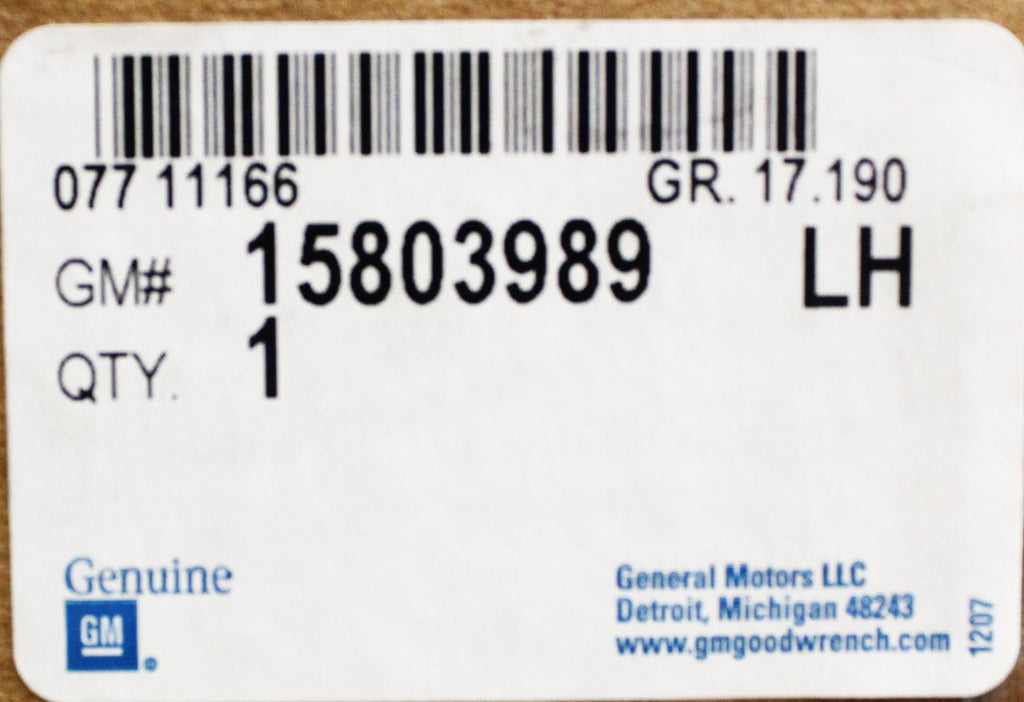 077 11166 GR. 17.190
GM# 15803989 LH
QTY. 1
Genuine
GM
General Motors LLC
Detroit, Michigan 48243
www.gmgoodwrench.com
1207